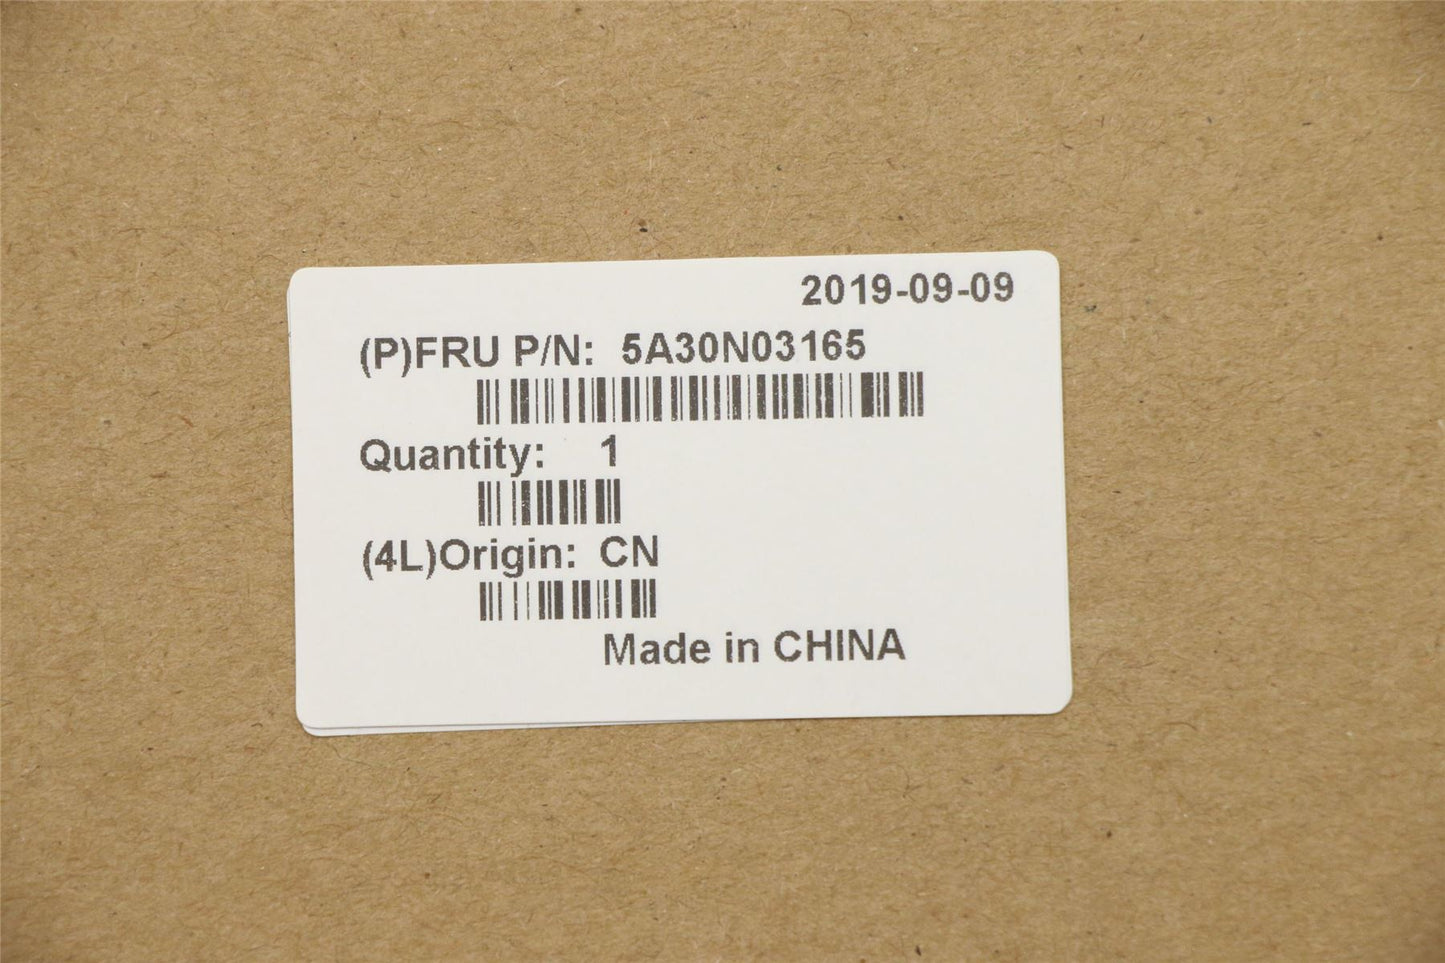 2019-09-09
(P)FRU P/N: 5A30N03165
Quantity: 1
(4L)Origin: CN
Made in CHINA